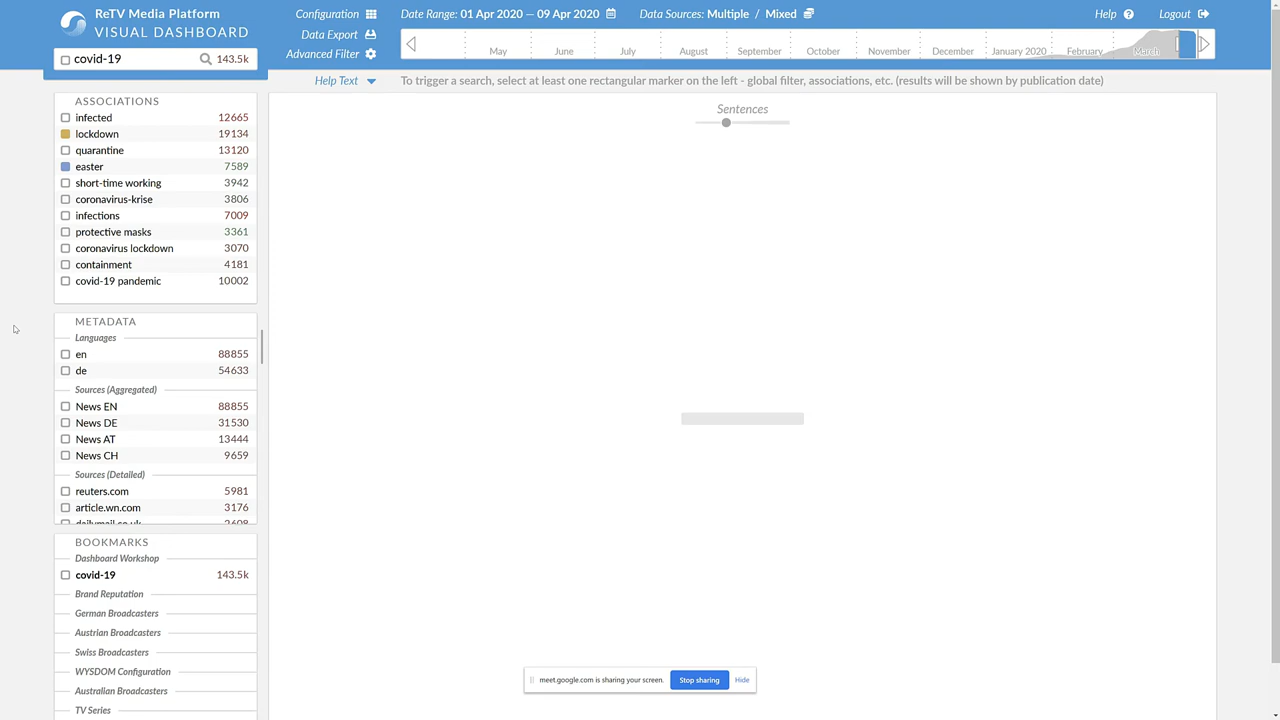 ReTV Media Platform
VISUAL DASHBOARD
Configuration
Data Export
Advanced Filter
Date Range: 01 Apr 2020 — 09 Apr 2020
Data Sources: Multiple / Mixed
Help
Logout
covid-19 143.5k
May June July August September October November December January 2020 February March
Help Text
To trigger a search, select at least one rectangular marker on the left - global filter, associations, etc. (results will be shown by publication date)
ASSOCIATIONS
infected 12665
lockdown 19134
quarantine 13120
easter 7589
short-time working 3942
coronavirus-krise 3806
infections 7009
protective masks 3361
coronavirus lockdown 3070
containment 4181
covid-19 pandemic 10002
METADATA
Languages
en 88855
de 54633
Sources (Aggregated)
News EN 88855
News DE 31530
News AT 13444
News CH 9659
Sources (Detailed)
reuters.com 5981
article.wn.com 3176
dailymail.co.uk 2608
BOOKMARKS
Dashboard Workshop
covid-19 143.5k
Brand Reputation
German Broadcasters
Austrian Broadcasters
Swiss Broadcasters
WYSDOM Configuration
Australian Broadcasters
TV Series
Sentences
meet.google.com is sharing your screen. Stop sharing Hide